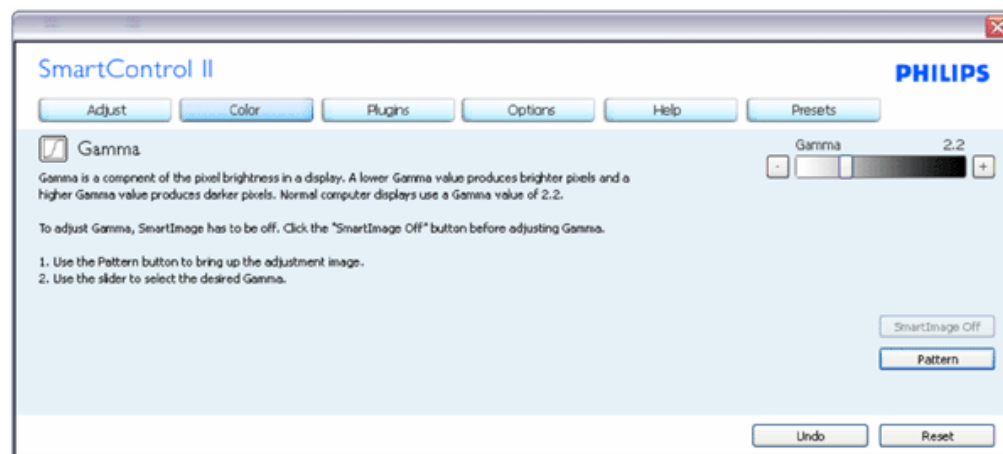 SmartControl II
PHILIPS
Adjust
Color
Plugins
Options
Help
Presets
Gamma
Gamma 2.2
- +
Gamma is a compnent of the pixel brightness in a display. A lower Gamma value produces brighter pixels and a
higher Gamma value produces darker pixels. Normal computer displays use a Gamma value of 2.2.
To adjust Gamma, SmartImage has to be off. Click the "SmartImage Off" button before adjusting Gamma.
1. Use the Pattern button to bring up the adjustment image.
2. Use the slider to select the desired Gamma.
SmartImage Off
Pattern
Undo
Reset